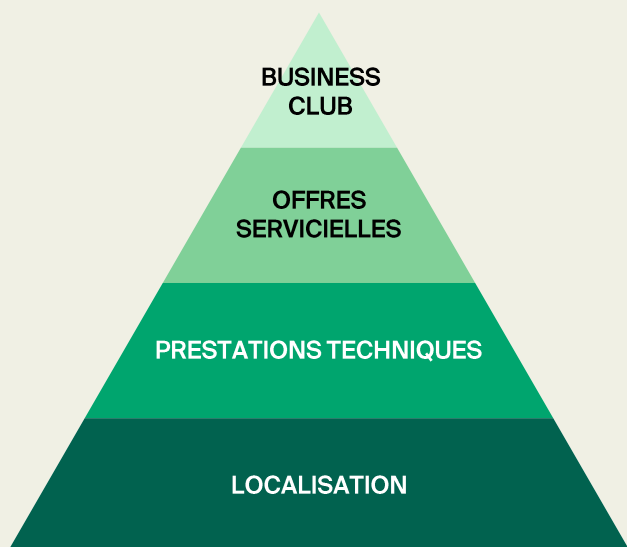 BUSINESS
CLUB
OFFRES
SERVICIELLES
PRESTATIONS TECHNIQUES
LOCALISATION